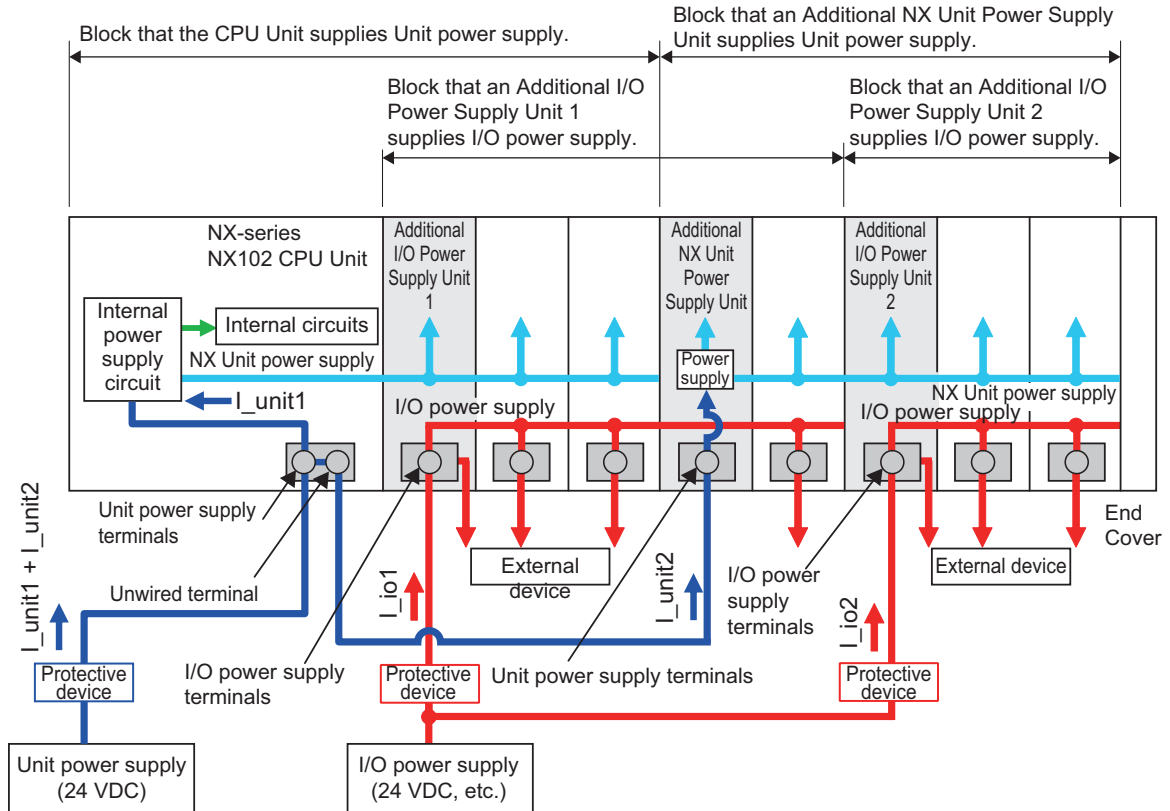 Block that the CPU Unit supplies Unit power supply.
Block that an Additional NX Unit Power Supply
Unit supplies Unit power supply.
Block that an Additional I/O
Power Supply Unit 1
supplies I/O power supply.
Block that an Additional I/O
Power Supply Unit 2
supplies I/O power supply.
NX-series
NX102 CPU Unit
Additional
I/O Power
Supply Unit
1
Additional
NX Unit
Power
Supply Unit
Additional
I/O Power
Supply Unit
2
Internal
power
supply
circuit
Internal circuits
NX Unit power supply
Power
supply
NX Unit power supply
I_unit1
I/O power supply
I/O power supply
Unit power supply
terminals
Unwired terminal
I_unit1 + I_unit2
External
device
I_io1
I_unit2
I/O power
supply
terminals
External device
End
Cover
I_io2
I/O power supply
terminals
Unit power supply terminals
Protective
device
Protective
device
Protective
device
Unit power supply
(24 VDC)
I/O power supply
(24 VDC, etc.)